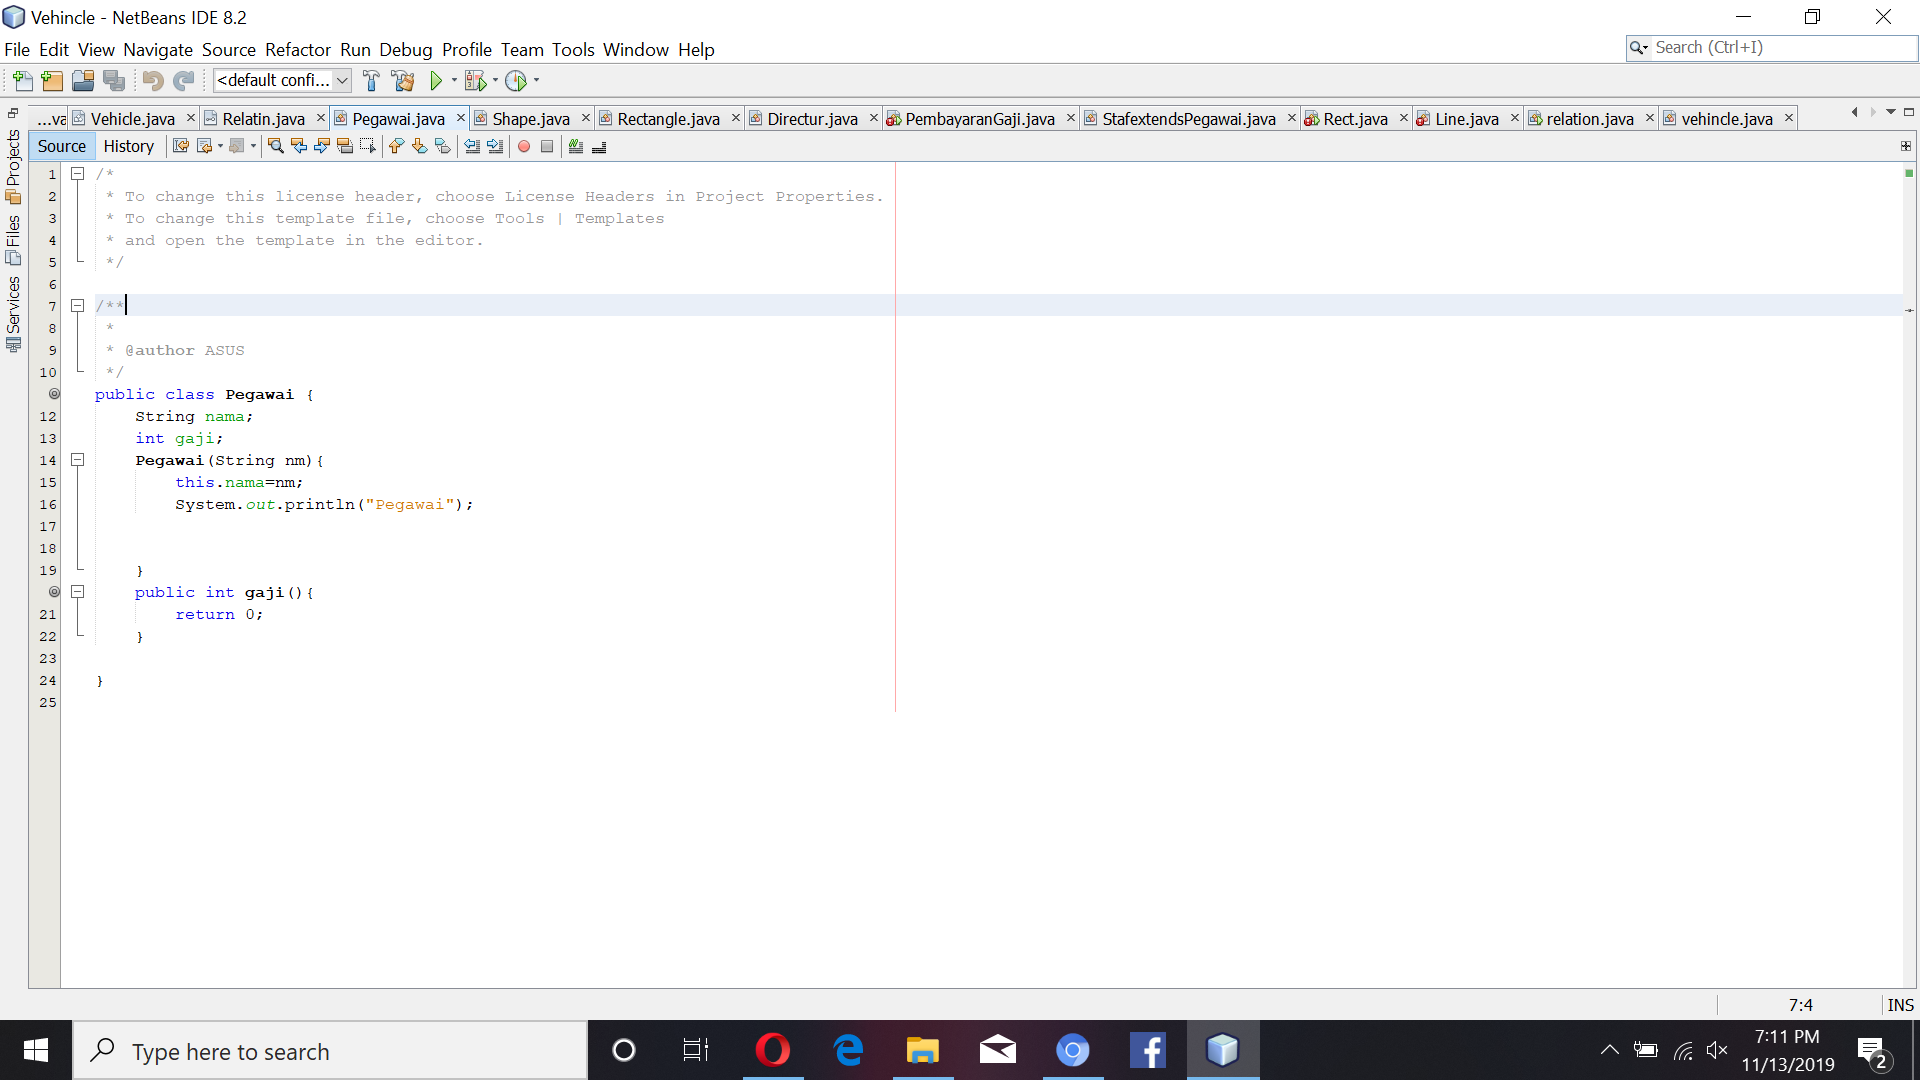 Vehincle - NetBeans IDE 8.2
File Edit View Navigate Source Refactor Run Debug Profile Team Tools Window Help
Search (Ctrl+I)
<default confi...
...va Vehicle.java Relatin.java Pegawai.java Shape.java Rectangle.java Directur.java PembayaranGaji.java StafextendsPegawai.java Rect.java Line.java relation.java vehincle.java
Source History
Projects
Files
Services
1 /*
2 * To change this license header, choose License Headers in Project Properties.
3 * To change this template file, choose Tools | Templates
4 * and open the template in the editor.
5 */
6
7 /**
8 *
9 * @author ASUS
10 */
public class Pegawai {
12 String nama;
13 int gaji;
14 Pegawai(String nm){
15 this.nama=nm;
16 System.out.println("Pegawai");
17
18
19 }
public int gaji(){
21 return 0;
22 }
23
24 }
25
7:4 INS
Type here to search
7:11 PM
11/13/2019
2